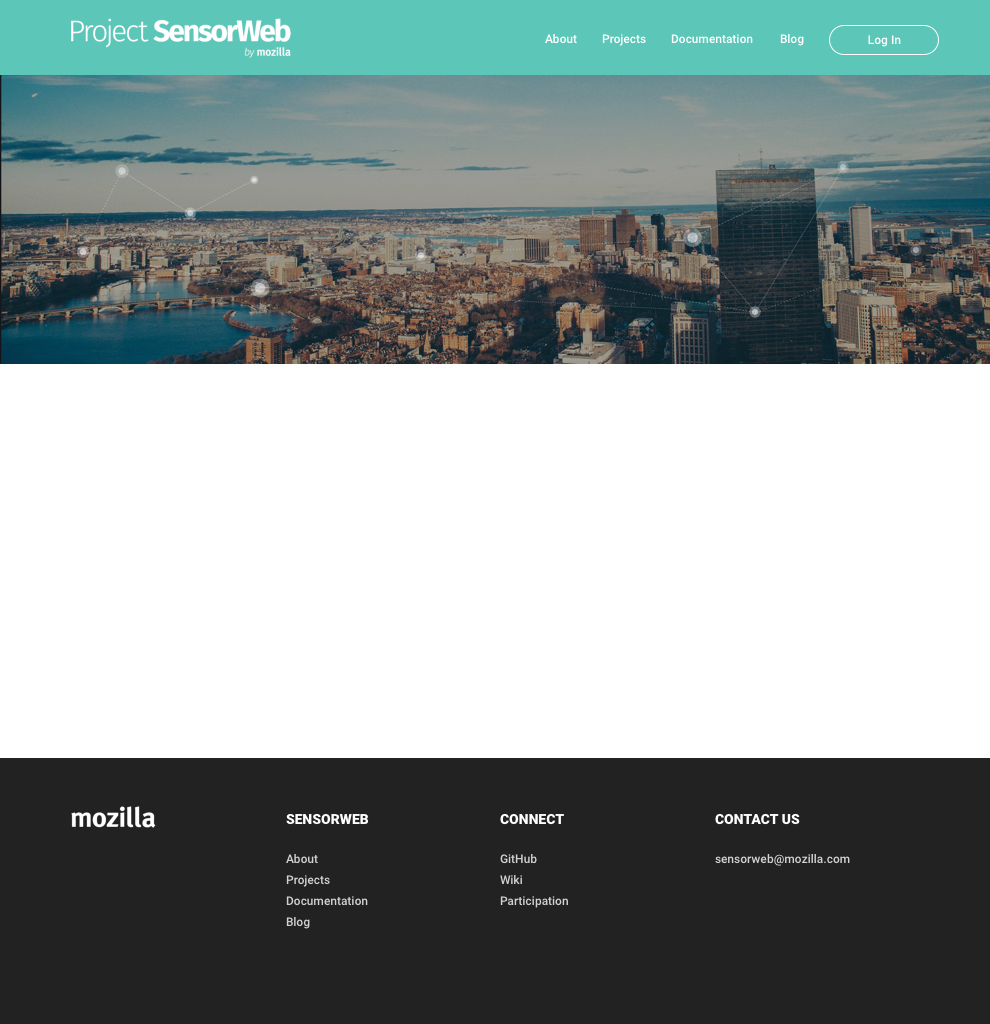 Project SensorWeb
by mozilla
About Projects Documentation Blog Log In
mozilla
SENSORWEB
About
Projects
Documentation
Blog
CONNECT
GitHub
Wiki
Participation
CONTACT US
sensorweb@mozilla.com